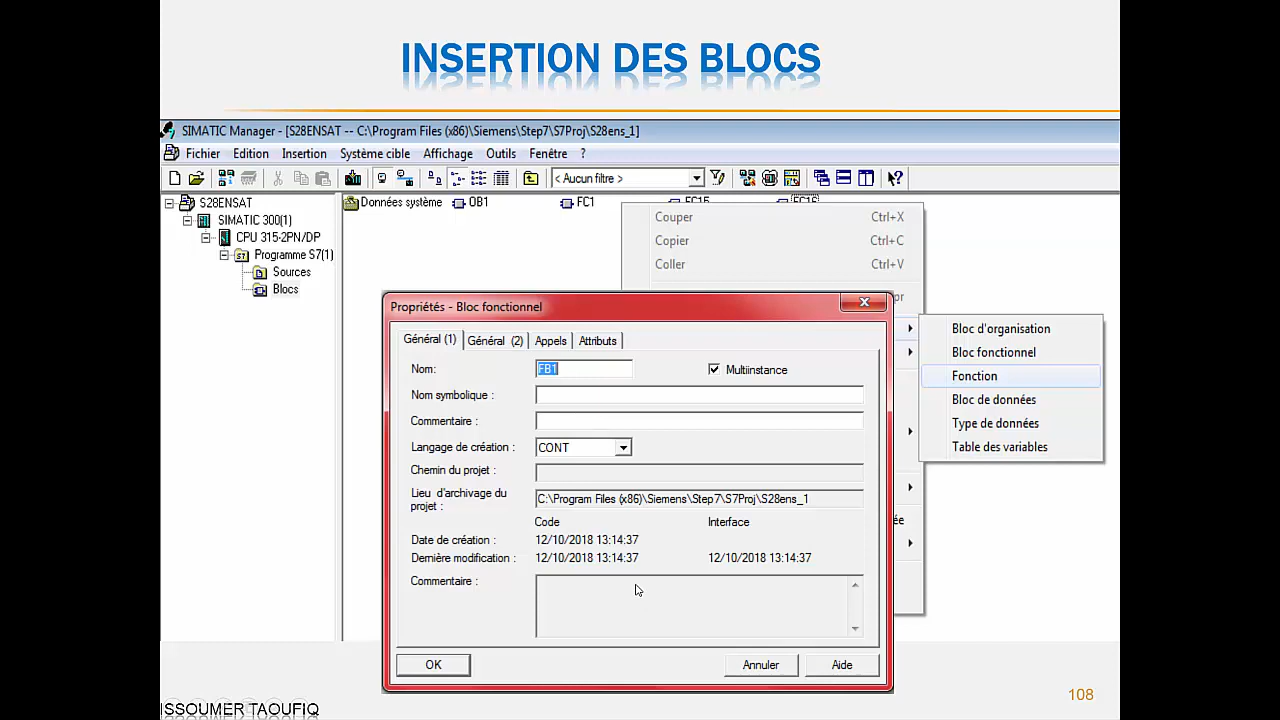 INSERTION DES BLOCS
SIMATIC Manager - [S28ENSAT -- C:\Program Files (x86)\Siemens\Step7\S7Proj\S28ens_1]
Fichier Edition Insertion Système cible Affichage Outils Fenêtre ?
< Aucun filtre >
S28ENSAT
SIMATIC 300(1)
CPU 315-2PN/DP
Programme S7(1)
Sources
Blocs
Données système OB1 FC1 FC15 FC16
Couper Ctrl+X
Copier Ctrl+C
Coller Ctrl+V
Bloc d'organisation
Bloc fonctionnel
Fonction
Bloc de données
Type de données
Table des variables
Propriétés - Bloc fonctionnel
Général (1) Général (2) Appels Attributs
Nom: FB1 Multiinstance
Nom symbolique :
Commentaire :
Langage de création : CONT
Chemin du projet :
Lieu d'archivage du
projet : C:\Program Files (x86)\Siemens\Step7\S7Proj\S28ens_1
Code Interface
Date de création : 12/10/2018 13:14:37
Dernière modification : 12/10/2018 13:14:37 12/10/2018 13:14:37
Commentaire :
OK Annuler Aide
108
ISSOUMER TAOUFIQ